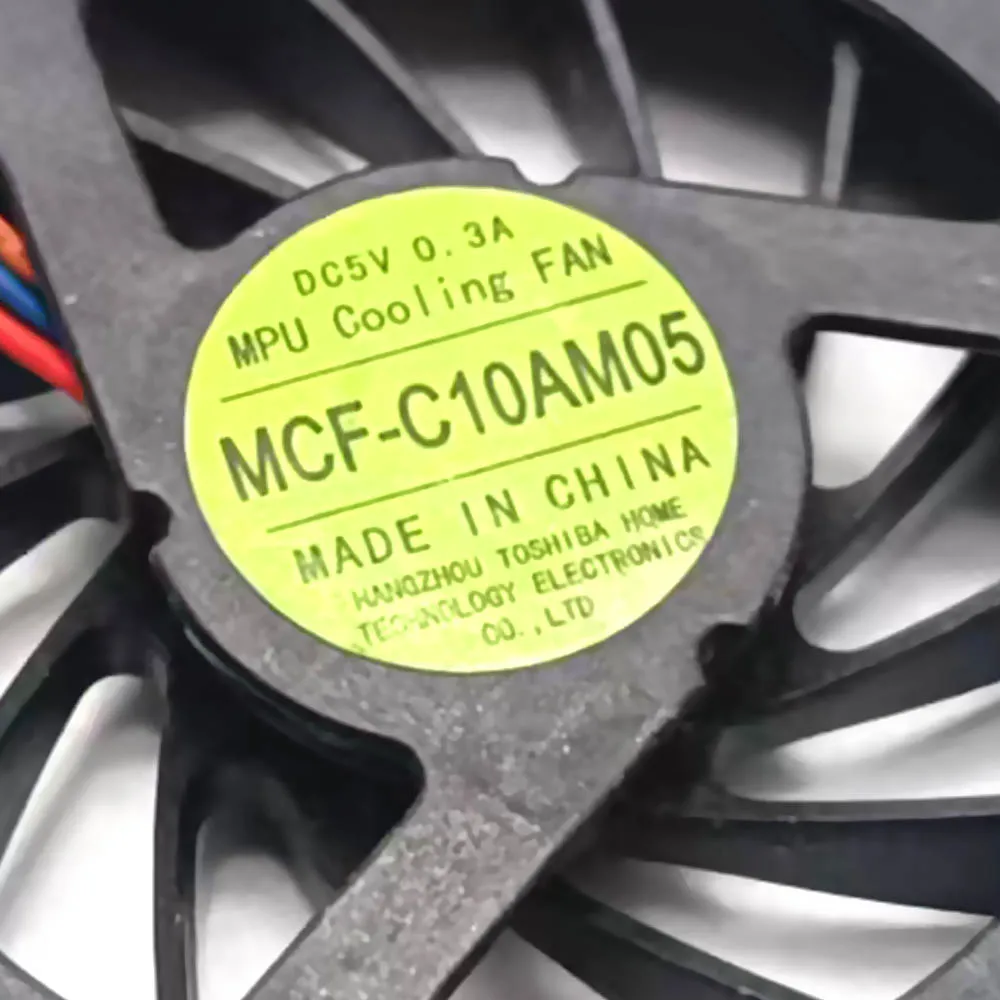 DC5V 0.3A
MPU Cooling FAN
MCF-C10AM05
MADE IN CHINA
HANGZHOU TOSHIBA HOME
TECHNOLOGY ELECTRONICS
CO.,LTD